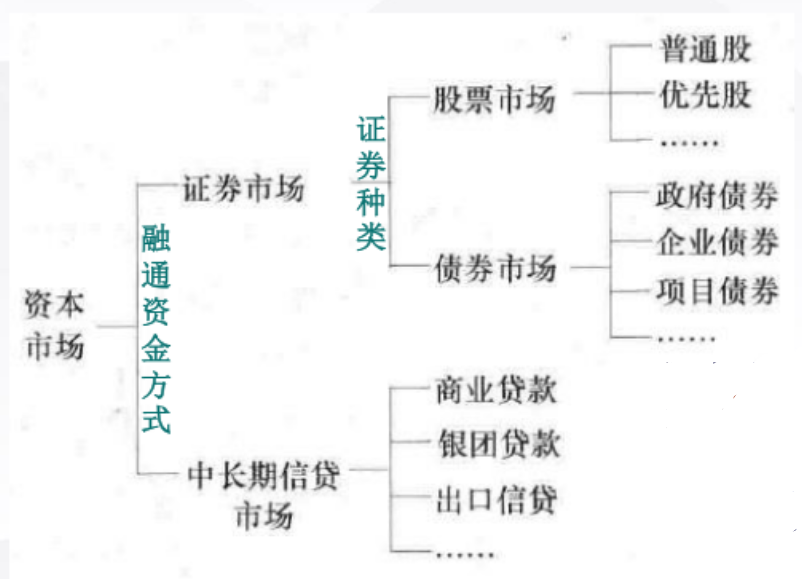 普通股
股票市场
优先股
……
证券种类
证券市场
政府债券
企业债券
债券市场
项目债券
……
融通资金方式
资本
市场
商业贷款
银团贷款
中长期信贷
市场
出口信贷
……